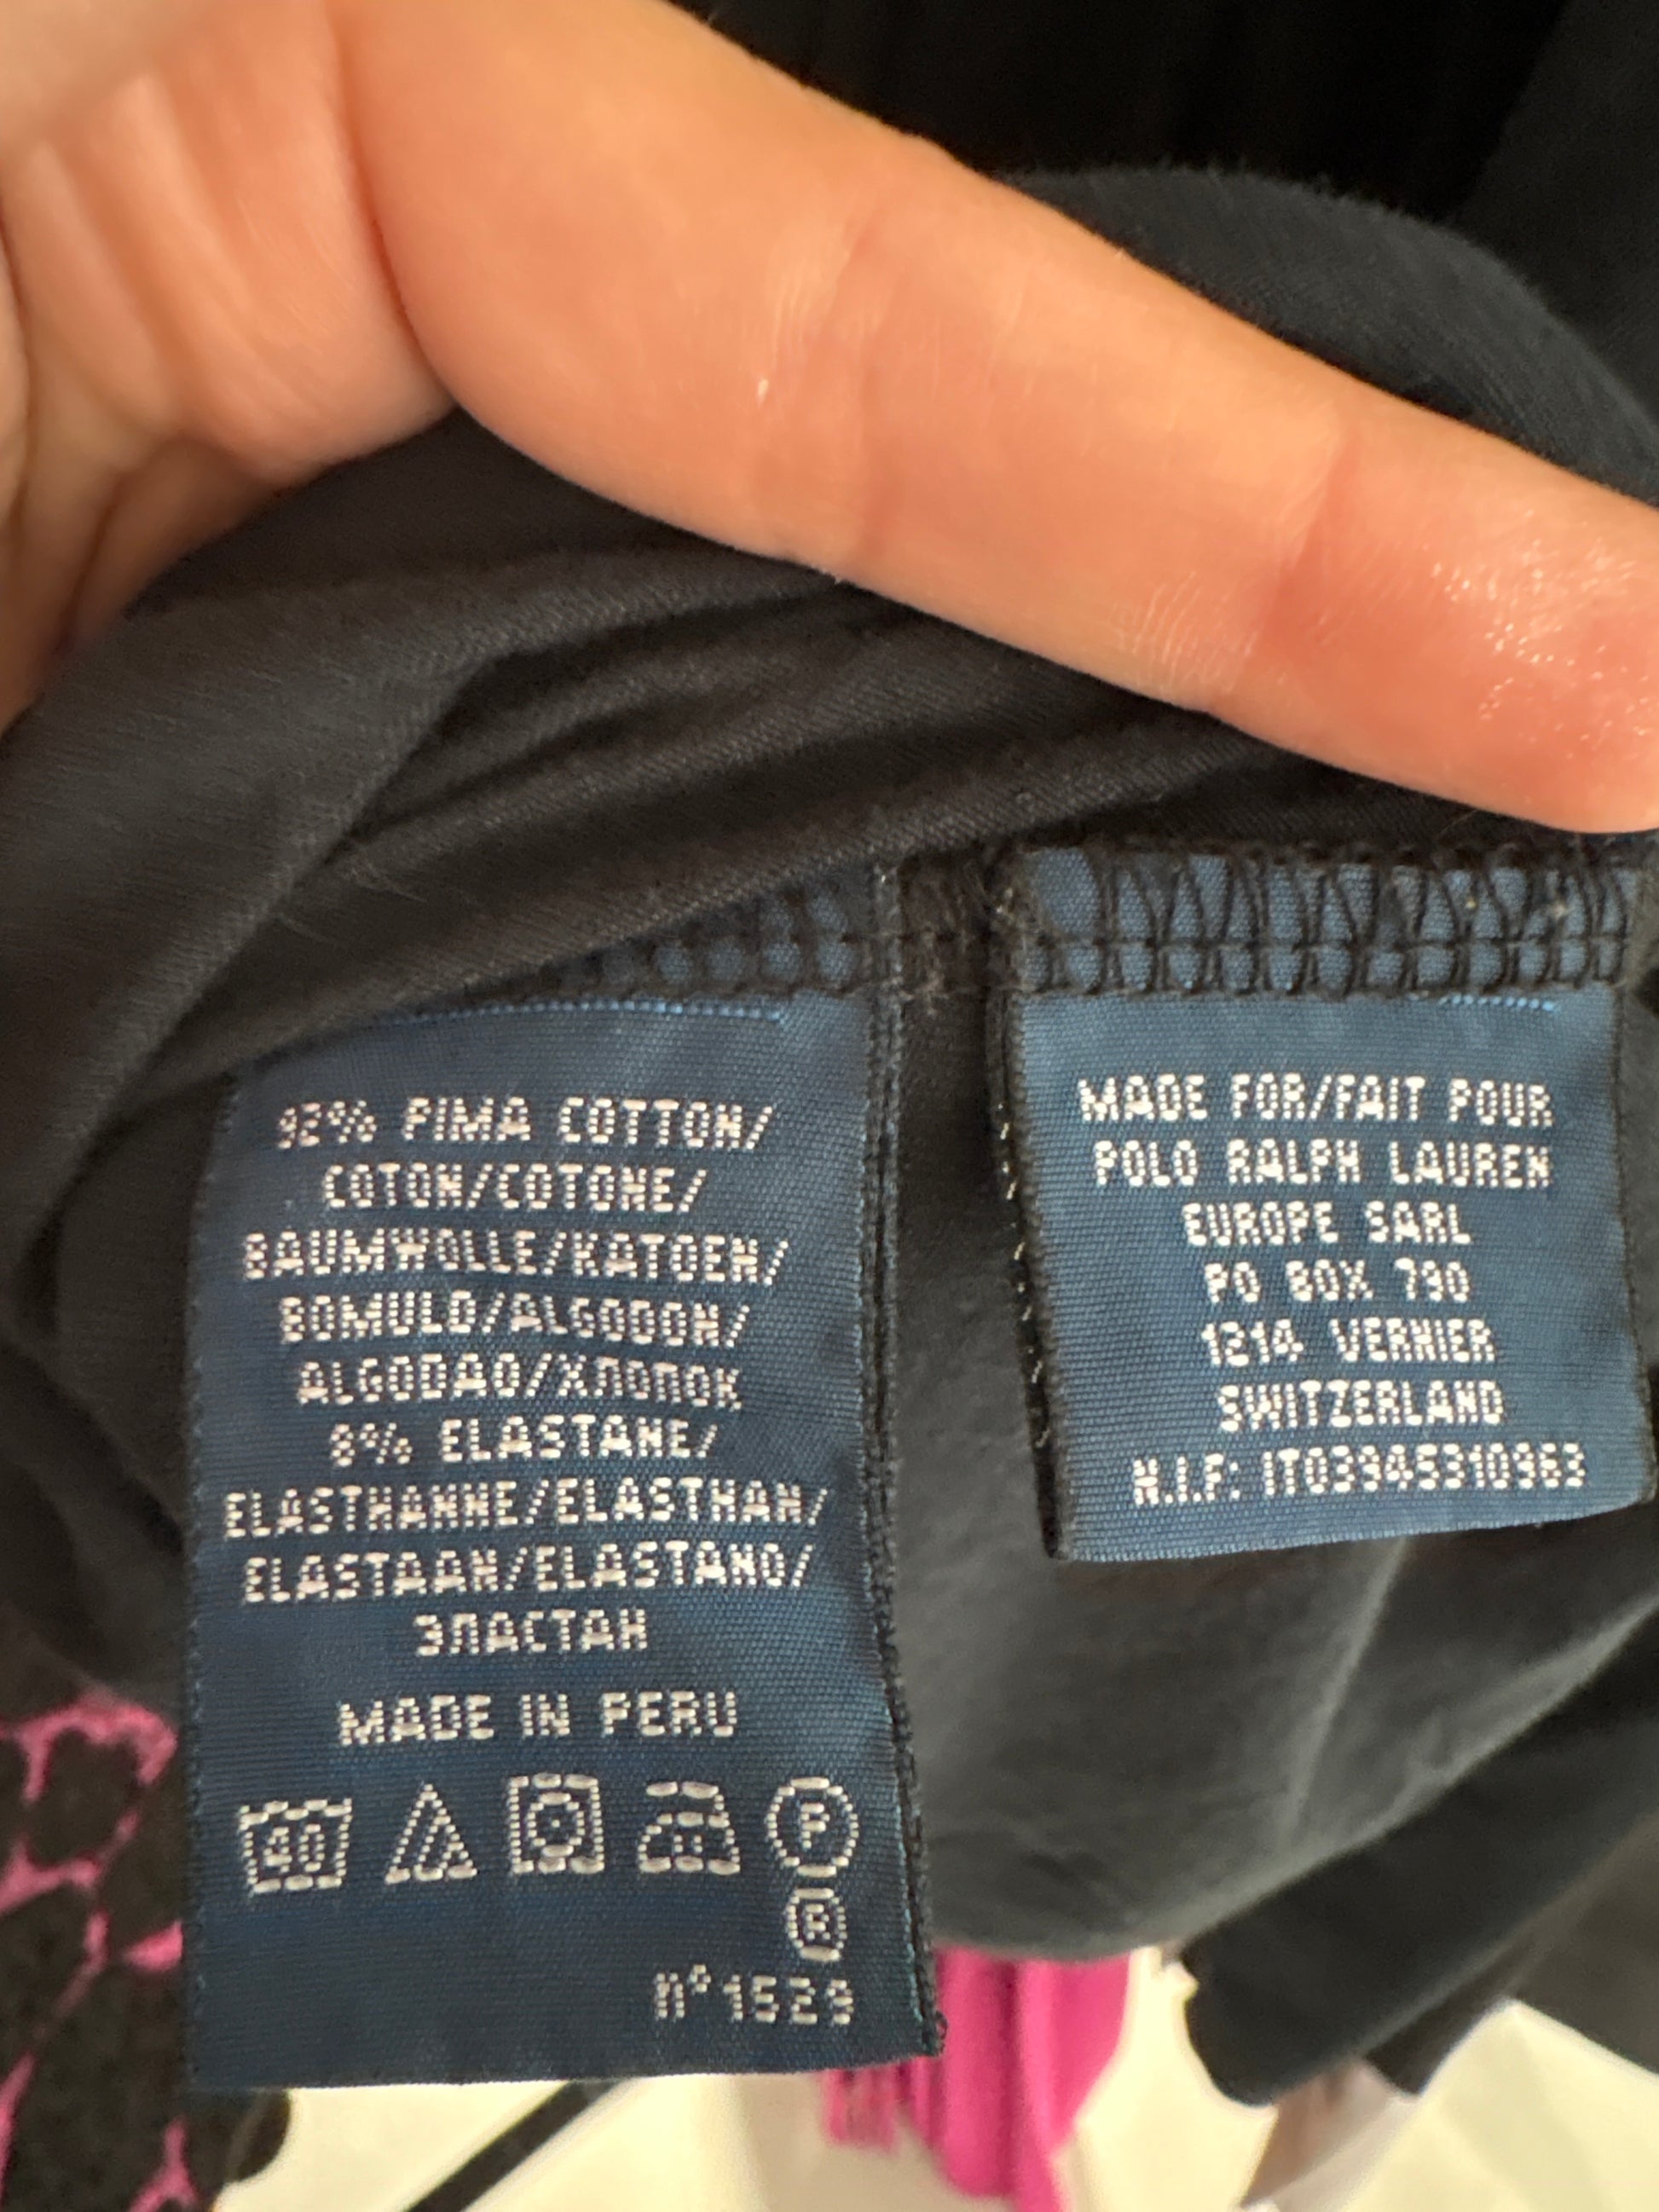 92% PIMA COTTON/
COTON/COTONE/
BAUMWOLLE/KATOEN/
BOMULD/ALGODON/
ALGODAO/ХЛОПОК
8% ELASTANE/
ELASTHANNE/ELASTHAN/
ELASTAAN/ELASTANO/
ЭЛАСТАН
MADE IN PERU
40 P
R
n°1529
MADE FOR/FAIT POUR
POLO RALPH LAUREN
EUROPE SARL
PO BOX 790
1214 VERNIER
SWITZERLAND
N.I.F: IT03945310963